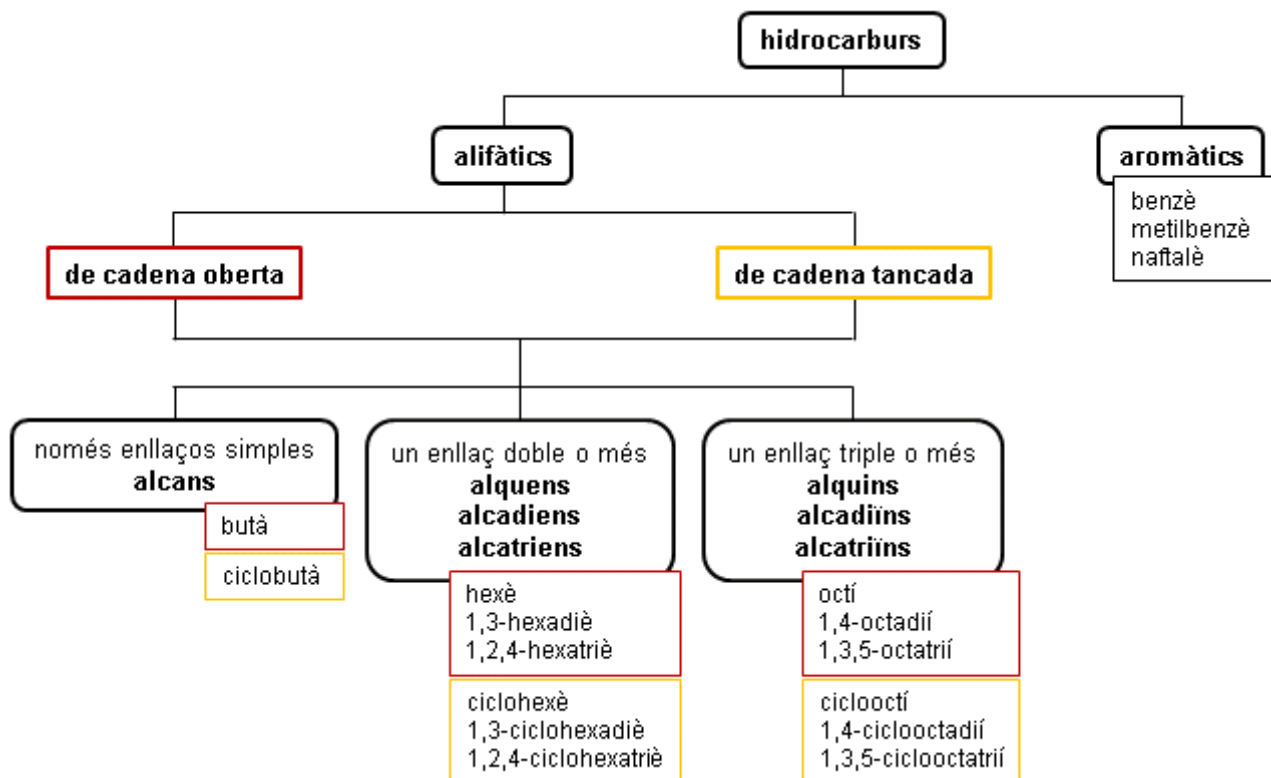 hidrocarburs
alifàtics
aromàtics
benzè
metilbenzè
naftalè
de cadena oberta
de cadena tancada
només enllaços simples
alcans
butà
ciclobutà
un enllaç doble o més
alquens
alcadiens
alcatriens
hexè
1,3-hexadiè
1,2,4-hexatriè
ciclohexè
1,3-ciclohexadiè
1,2,4-ciclohexatriè
un enllaç triple o més
alquins
alcadiïns
alcatriïns
octí
1,4-octadií
1,3,5-octatrií
ciclooctí
1,4-ciclooctadií
1,3,5-ciclooctatrií